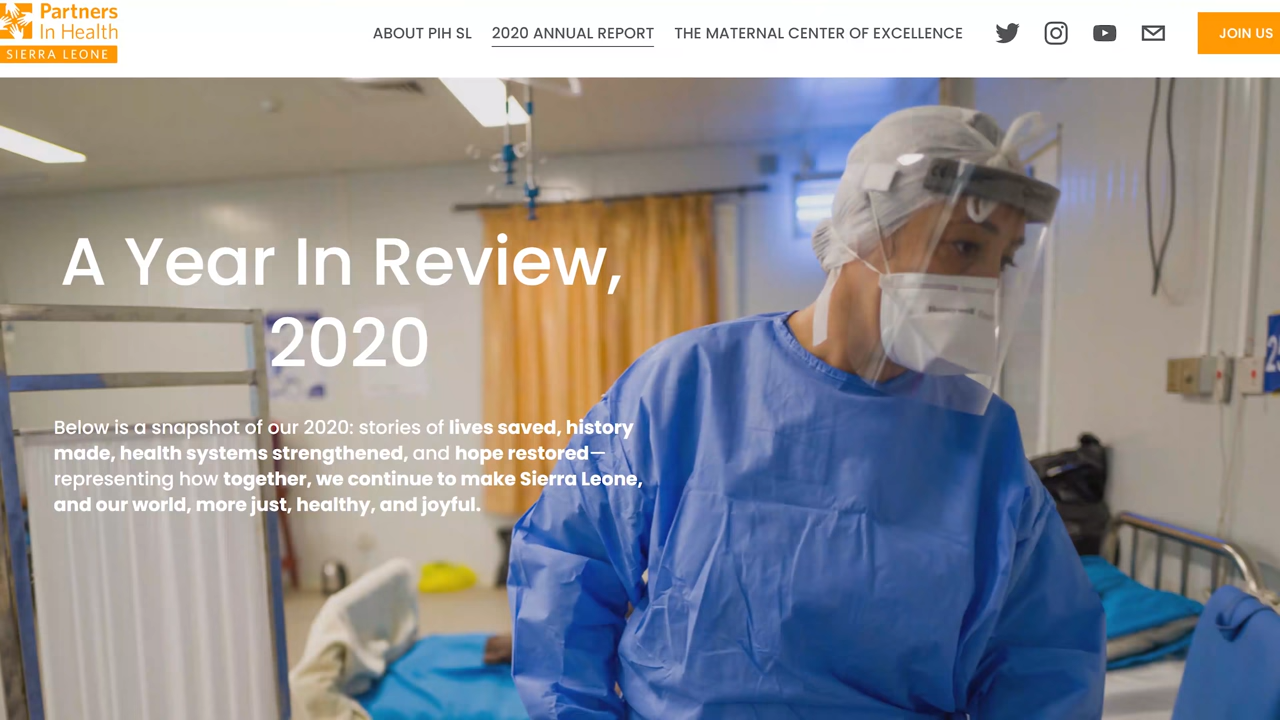 Partners
In Health
SIERRA LEONE
ABOUT PIH SL
2020 ANNUAL REPORT
THE MATERNAL CENTER OF EXCELLENCE
JOIN US
A Year In Review,
2020
Below is a snapshot of our 2020: stories of lives saved, history
made, health systems strengthened, and hope restored—
representing how together, we continue to make Sierra Leone,
and our world, more just, healthy, and joyful.
Honeywell